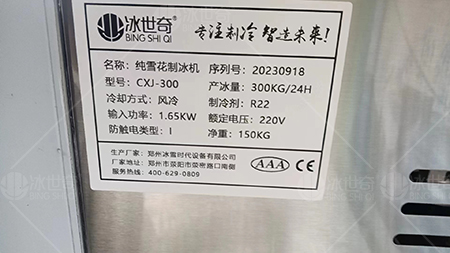 冰世奇®
BING SHI QI
专注制冷 智造未来!
名称：纯雪花制冰机 序列号：20230918
型号：CXJ-300 产冰量：300KG/24H
冷却方式：风冷 制冷剂：R22
输入功率：1.65KW 额定电压：220V
防触电类型：I 净重：150KG
生产厂家：郑州冰雪时代设备有限公司
厂家地址：郑州市荥阳市荥密路口南侧
服务热线：400-629-0809
AAA CE
冰世奇